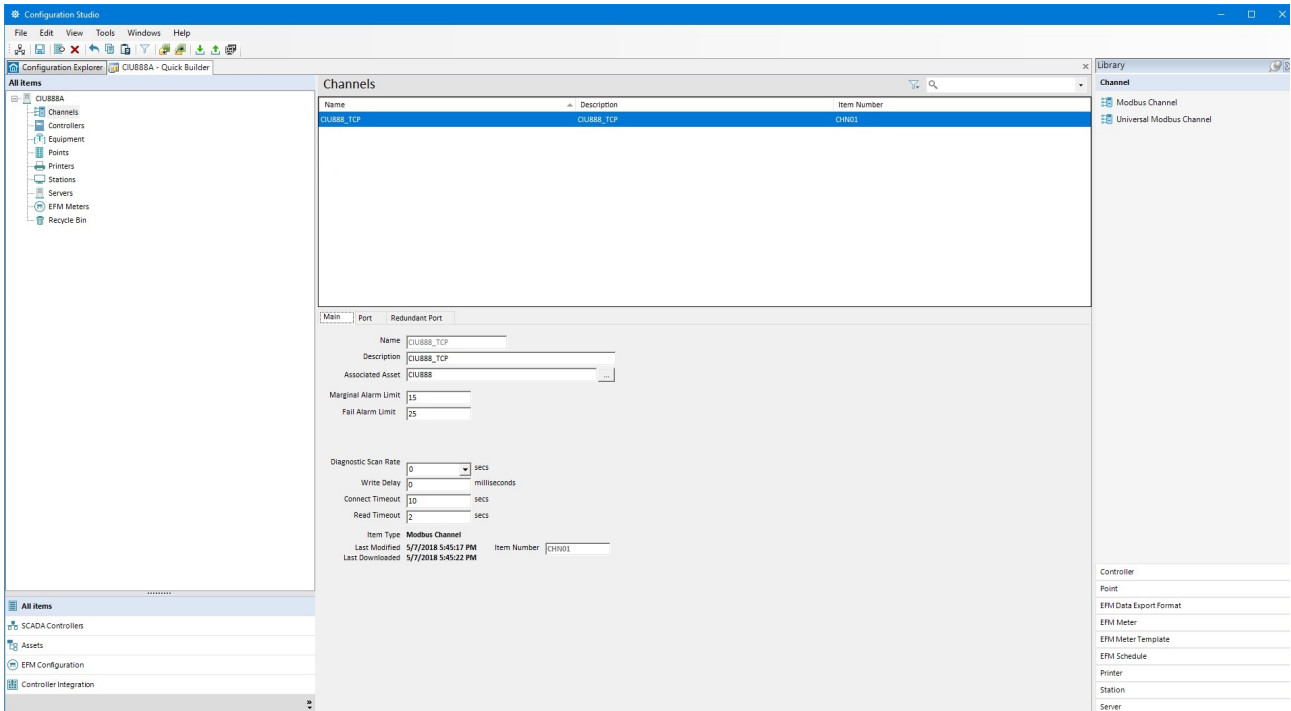 Configuration Studio
File Edit View Tools Windows Help
Configuration Explorer CIU888A - Quick Builder
All items
CIU888A
Channels
Controllers
Equipment
Points
Printers
Stations
Servers
EFM Meters
Recycle Bin
All items
SCADA Controllers
Assets
EFM Configuration
Controller Integration
Channels
Name Description Item Number
CIU888_TCP CIU888_TCP CHN01
Main Port Redundant Port
Name CIU888_TCP
Description CIU888_TCP
Associated Asset CIU888 ...
Marginal Alarm Limit 15
Fail Alarm Limit 25
Diagnostic Scan Rate 0 secs
Write Delay 0 milliseconds
Connect Timeout 10 secs
Read Timeout 2 secs
Item Type Modbus Channel
Last Modified 5/7/2018 5:45:17 PM Item Number CHN01
Last Downloaded 5/7/2018 5:45:22 PM
Library
Channel
Modbus Channel
Universal Modbus Channel
Controller
Point
EFM Data Export Format
EFM Meter
EFM Meter Template
EFM Schedule
Printer
Station
Server